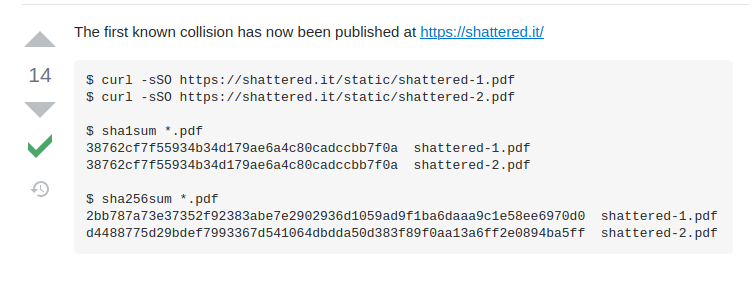 The first known collision has now been published at https://shattered.it/
14
$ curl -sSO https://shattered.it/static/shattered-1.pdf
$ curl -sSO https://shattered.it/static/shattered-2.pdf
$ sha1sum *.pdf
38762cf7f55934b34d179ae6a4c80cadccbb7f0a  shattered-1.pdf
38762cf7f55934b34d179ae6a4c80cadccbb7f0a  shattered-2.pdf
$ sha256sum *.pdf
2bb787a73e37352f92383abe7e2902936d1059ad9f1ba6daaa9c1e58ee6970d0  shattered-1.pdf
d4488775d29bdef7993367d541064dbdda50d383f89f0aa13a6ff2e0894ba5ff  shattered-2.pdf